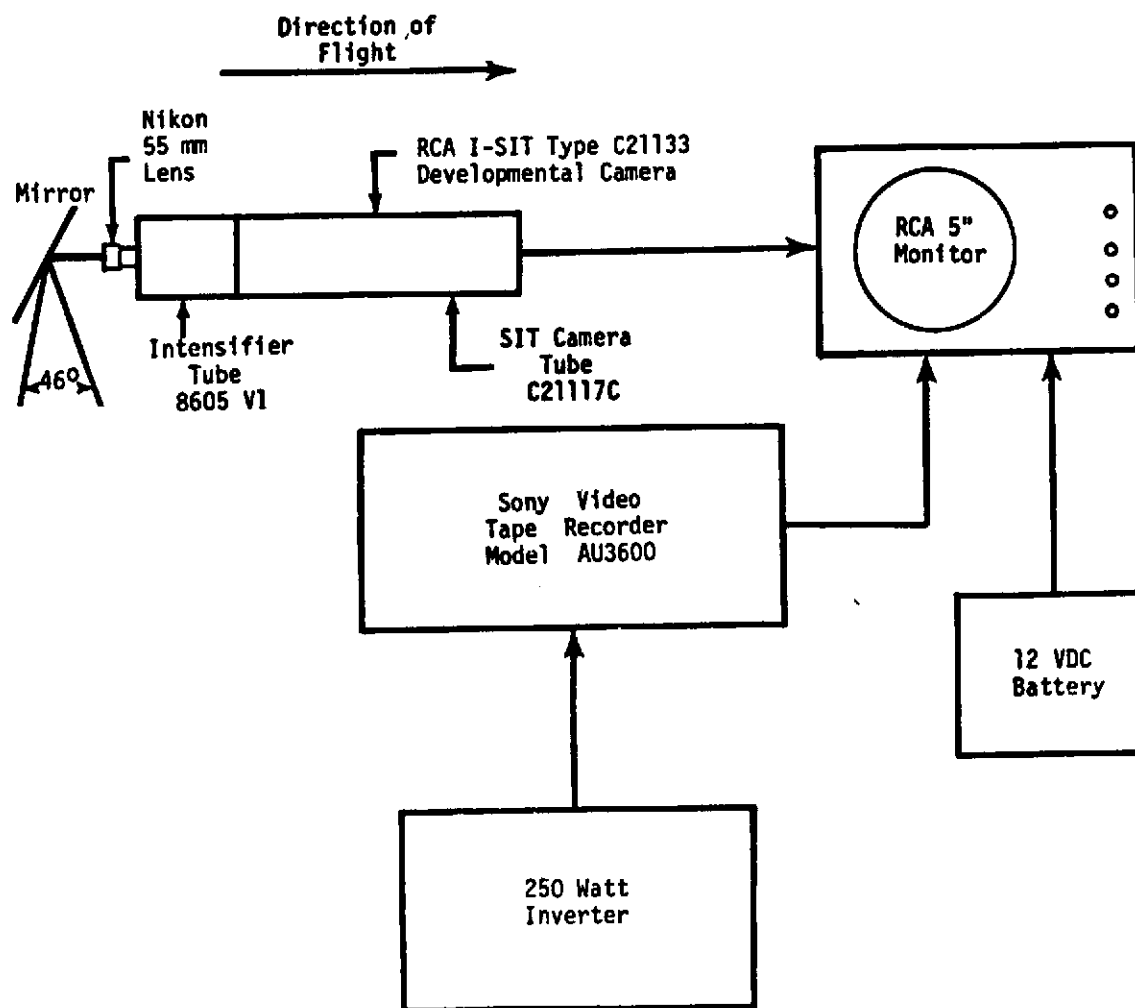 Direction of
Flight
Nikon
55 mm
Lens
RCA I-SIT Type C21133
Developmental Camera
Mirror
RCA 5"
Monitor
Intensifier
Tube
8605 V1
SIT Camera
Tube
C21117C
46°
Sony Video
Tape Recorder
Model AU3600
12 VDC
Battery
250 Watt
Inverter